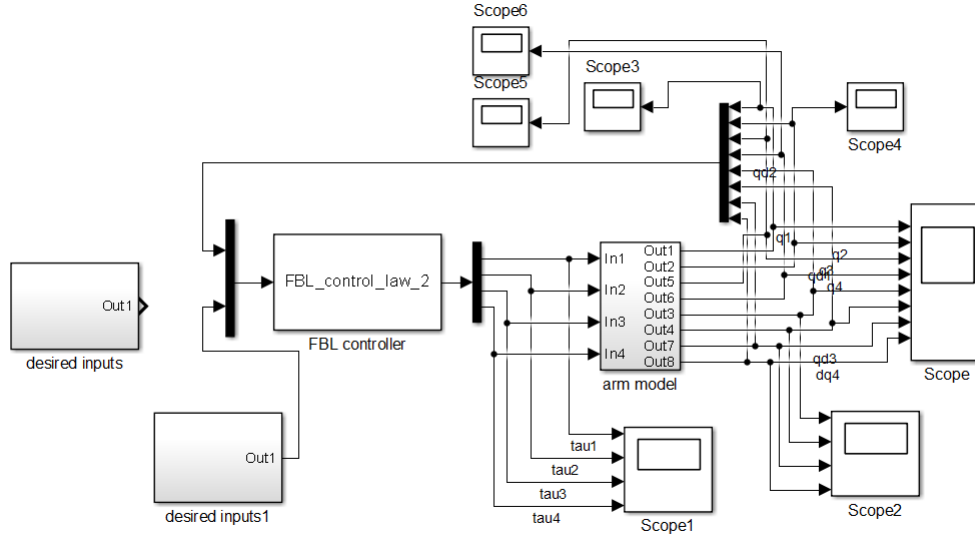 Scope6
Scope5
Scope3
Scope4
qd2
Out1
desired inputs
FBL_control_law_2
FBL controller
In1
In2
In3
In4
Out1
Out2
Out5
Out6
Out3
Out4
Out7
Out8
arm model
q1
q2
qd1
q4
qd3
dq4
Scope
Out1
desired inputs1
tau1
tau2
tau3
tau4
Scope1
Scope2